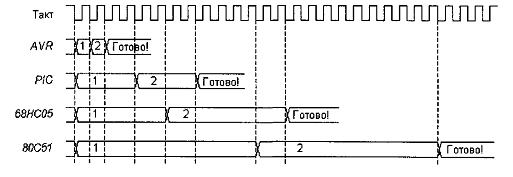 Такт
AVR 1 2 Готово!
PIC 1 2 Готово!
68HC05 1 2 Готово!
80C51 1 2 Готово!